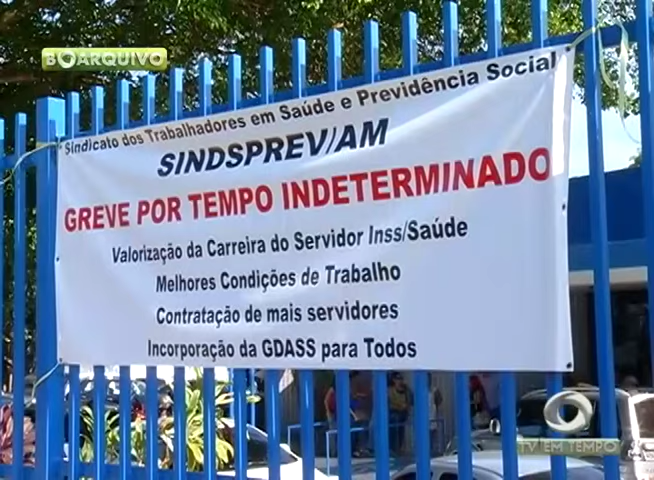 BOARQUIVO
Sindicato dos Trabalhadores em Saúde e Previdência Social
SINDSPREV/AM
GREVE POR TEMPO INDETERMINADO
Valorização da Carreira do Servidor Inss/Saúde
Melhores Condições de Trabalho
Contratação de mais servidores
Incorporação da GDASS para Todos
TV EM TEMPO